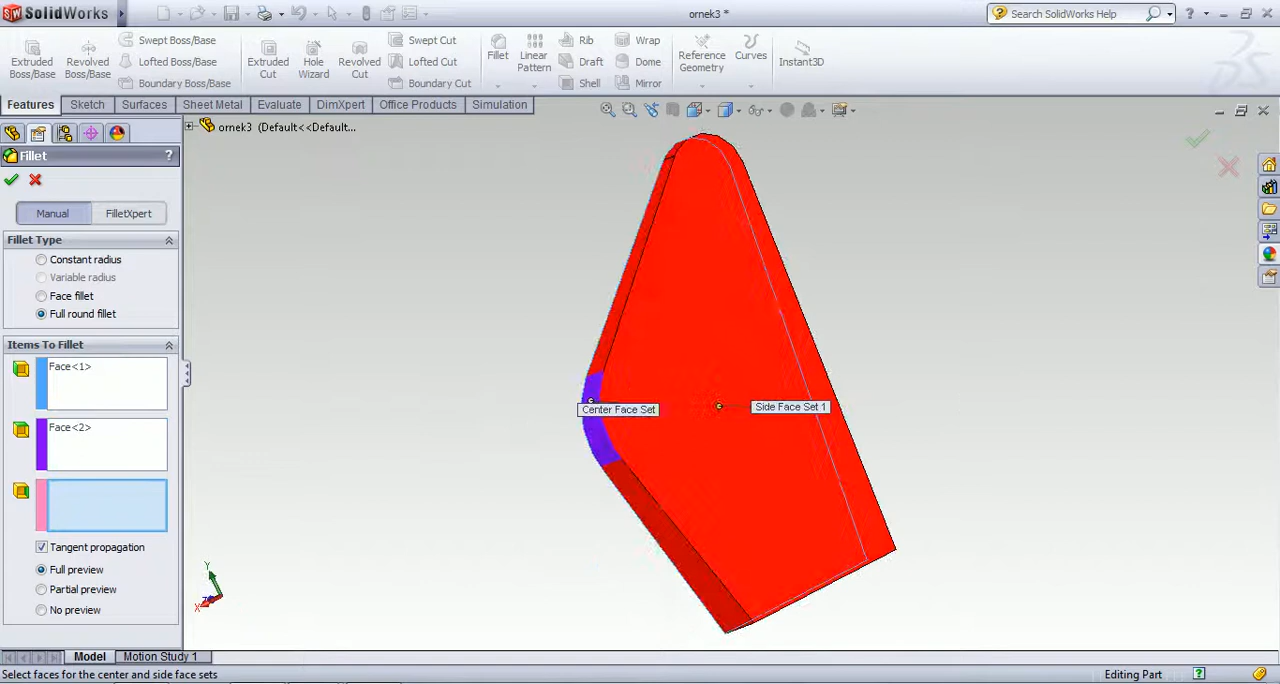 SolidWorks
ornek3 *
Search SolidWorks Help
Extruded Boss/Base
Revolved Boss/Base
Swept Boss/Base
Lofted Boss/Base
Boundary Boss/Base
Extruded Cut
Hole Wizard
Revolved Cut
Swept Cut
Lofted Cut
Boundary Cut
Fillet
Linear Pattern
Rib
Draft
Shell
Wrap
Dome
Mirror
Reference Geometry
Curves
Instant3D
Features Sketch Surfaces Sheet Metal Evaluate DimXpert Office Products Simulation
ornek3 (Default<<Default...
Fillet ?
Manual FilletXpert
Fillet Type
Constant radius
Variable radius
Face fillet
Full round fillet
Items To Fillet
Face<1>
Face<2>
Center Face Set
Side Face Set 1
Tangent propagation
Full preview
Partial preview
No preview
Y
X
Z
Model Motion Study 1
Select faces for the center and side face sets
Editing Part